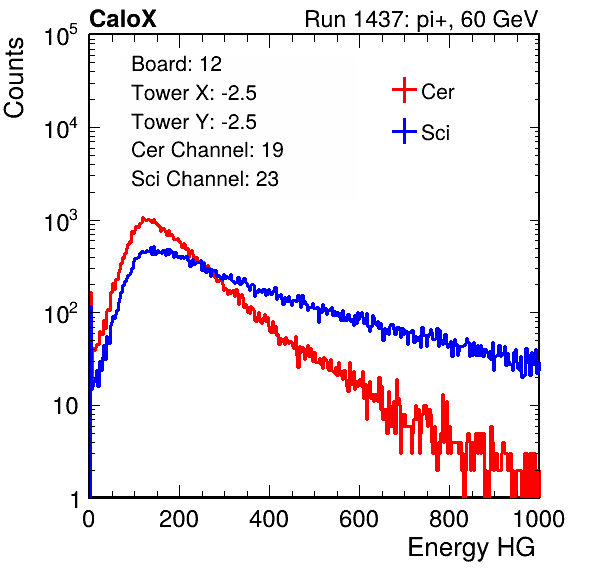 CaloX Run 1437: pi+, 60 GeV
Counts
10^5
10^4
10^3
10^2
10
1
Board: 12
Tower X: -2.5
Tower Y: -2.5
Cer Channel: 19
Sci Channel: 23
Cer
Sci
0 200 400 600 800 1000
Energy HG